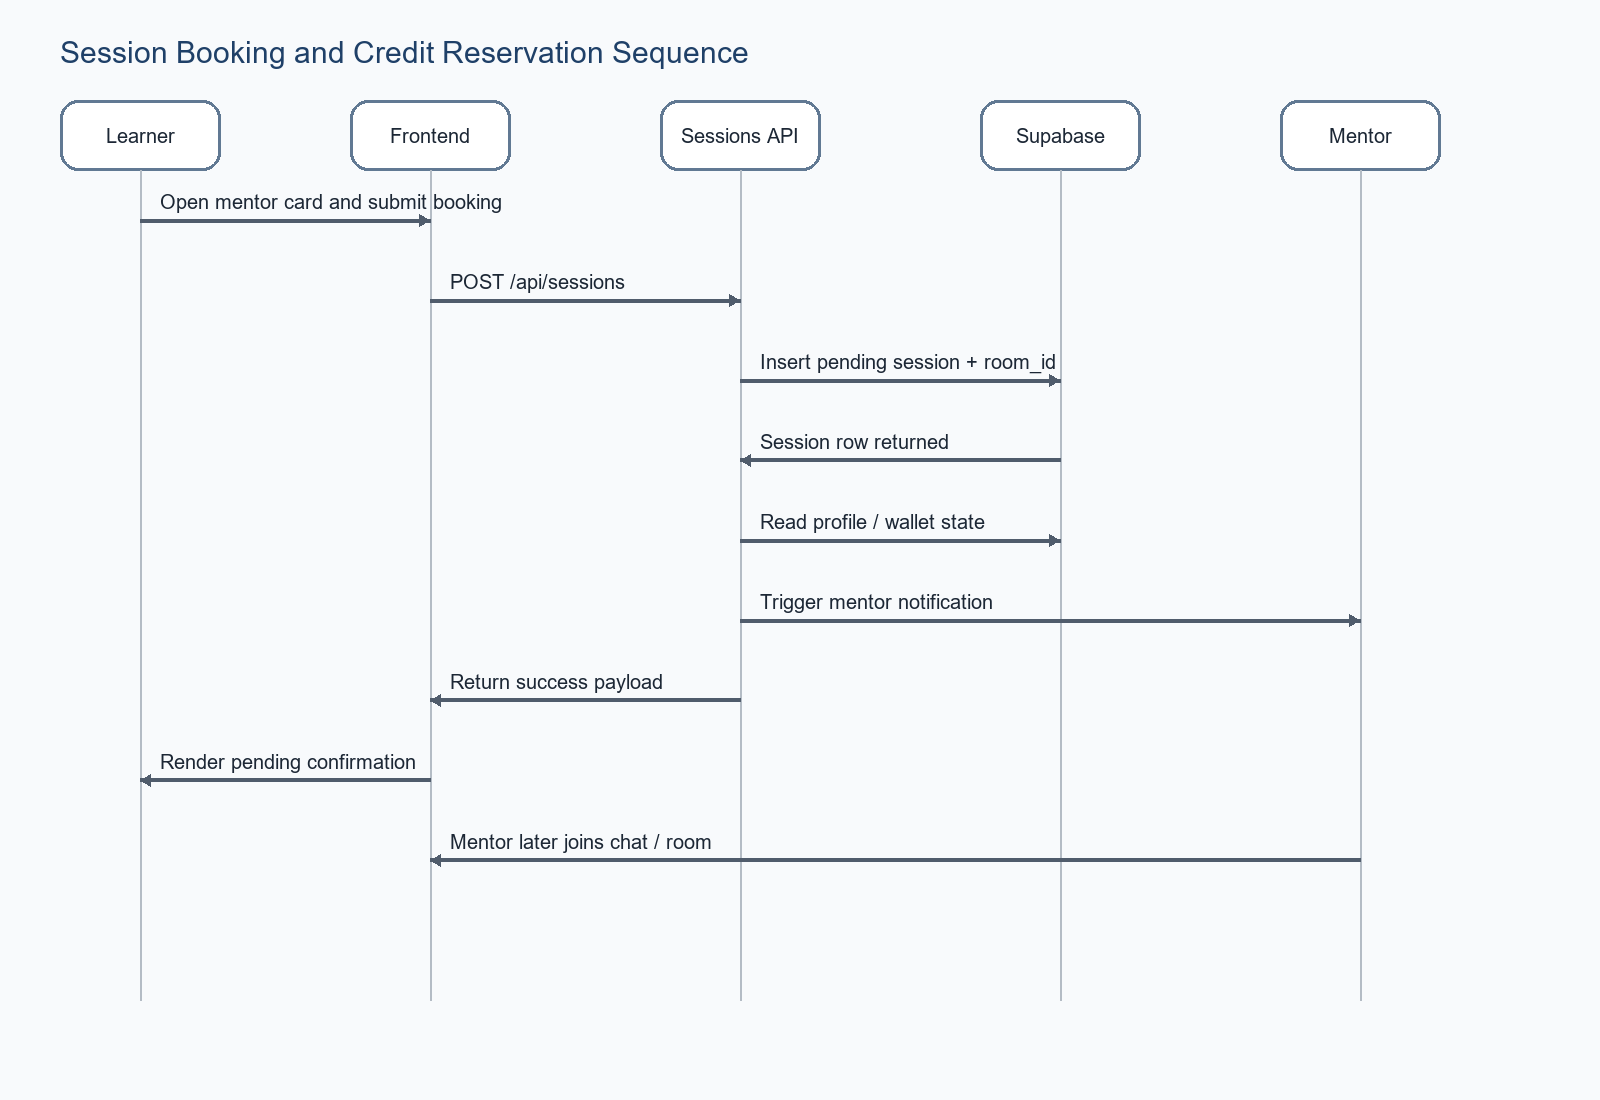 Session Booking and Credit Reservation Sequence
Learner
Frontend
Sessions API
Supabase
Mentor
Open mentor card and submit booking
POST /api/sessions
Insert pending session + room_id
Session row returned
Read profile / wallet state
Trigger mentor notification
Return success payload
Render pending confirmation
Mentor later joins chat / room